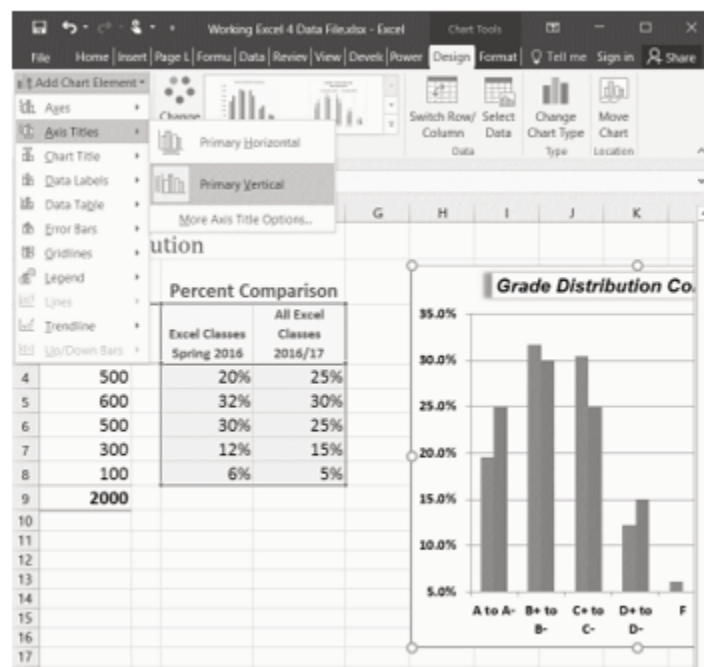 Working Excel 4 Data File.xlsx - Excel
Chart Tools
File Home Insert Page L Formu Data Review View Develk Power Design Format Tell me Sign in Share
Add Chart Element
Axes
Axis Titles
Chart Title
Data Labels
Data Table
Error Bars
Gridlines
Legend
Lines
Trendline
Up/Down Bars
Change
Primary Horizontal
Primary Vertical
More Axis Title Options...
Switch Row/
Column
Select
Data
Data
Change
Chart Type
Type
Move
Chart
Location
G H I J K
ution
Percent Comparison
Excel Classes
Spring 2016
All Excel
Classes
2016/17
4 500 20% 25%
5 600 32% 30%
6 500 30% 25%
7 300 12% 15%
8 100 6% 5%
9 2000
10
11
12
13
14
15
16
17
Grade Distribution Co
35.0%
30.0%
25.0%
20.0%
15.0%
10.0%
5.0%
A to A-
B+ to
B-
C+ to
C-
D+ to
D-
F